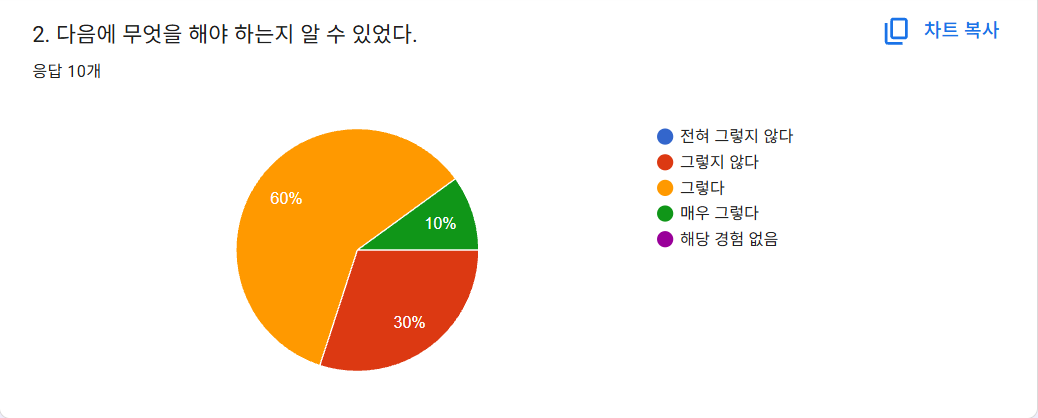 2. 다음에 무엇을 해야 하는지 알 수 있었다.
차트 복사
응답 10개
60%
10%
30%
전혀 그렇지 않다
그렇지 않다
그렇다
매우 그렇다
해당 경험 없음